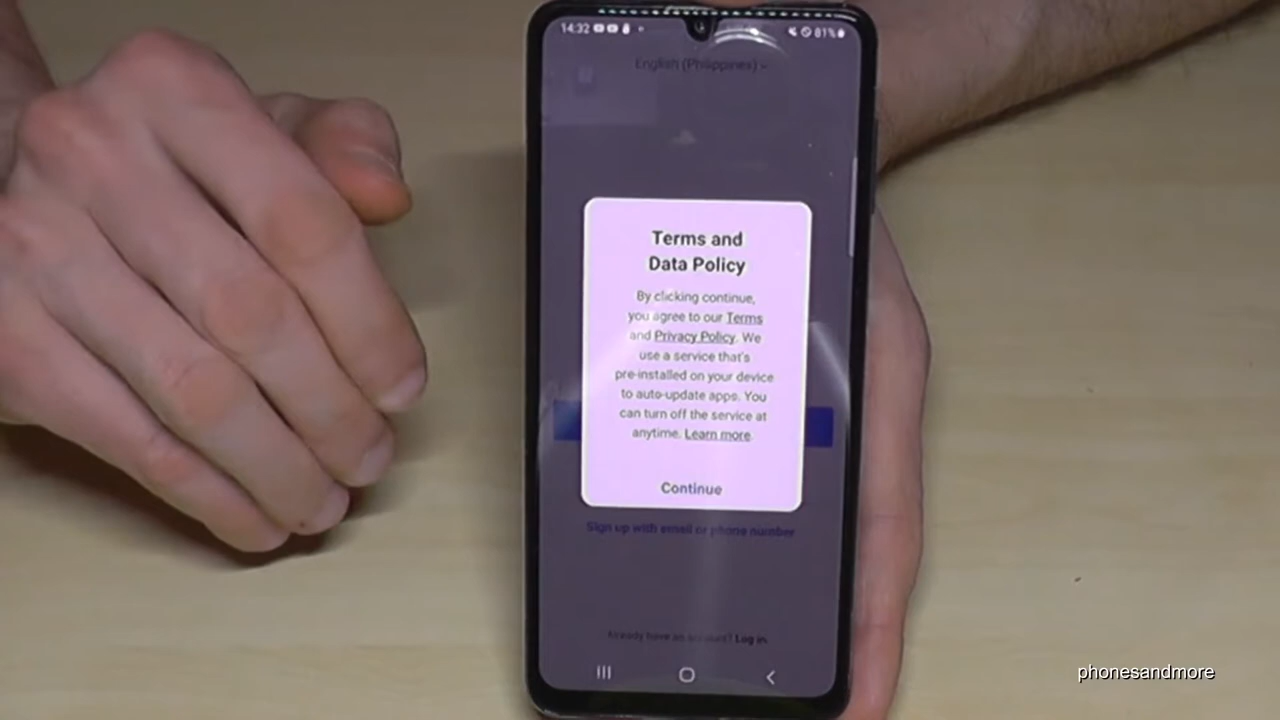 14:32
81%
English (Philippines)
Terms and
Data Policy
By clicking continue,
you agree to our Terms
and Privacy Policy. We
use a service that's
pre-installed on your device
to auto-update apps. You
can turn off the service at
anytime. Learn more.
Continue
Sign up with email or phone number
Already have an account? Log in.
phonesandmore